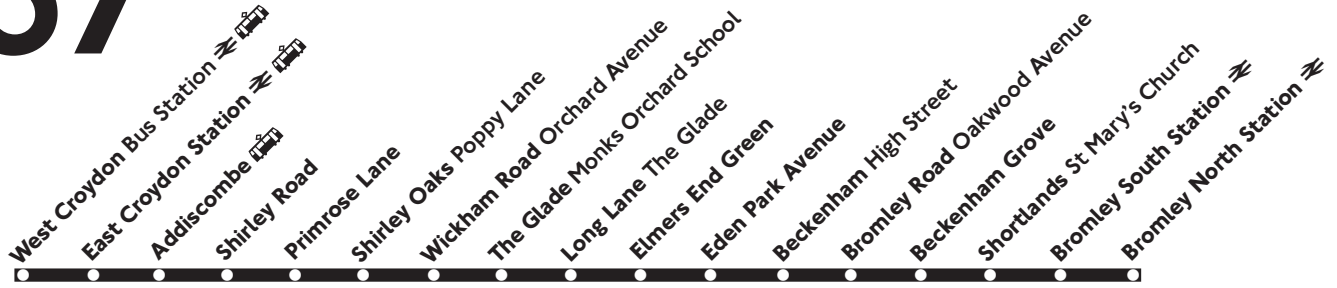 West Croydon Bus Station
East Croydon Station
Addiscombe
Shirley Road
Primrose Lane
Shirley Oaks Poppy Lane
Wickham Road Orchard Avenue
The Glade Monks Orchard School
Long Lane The Glade
Elmers End Green
Eden Park Avenue
Beckenham High Street
Bromley Road Oakwood Avenue
Beckenham Grove
Shortlands St Mary's Church
Bromley South Station
Bromley North Station